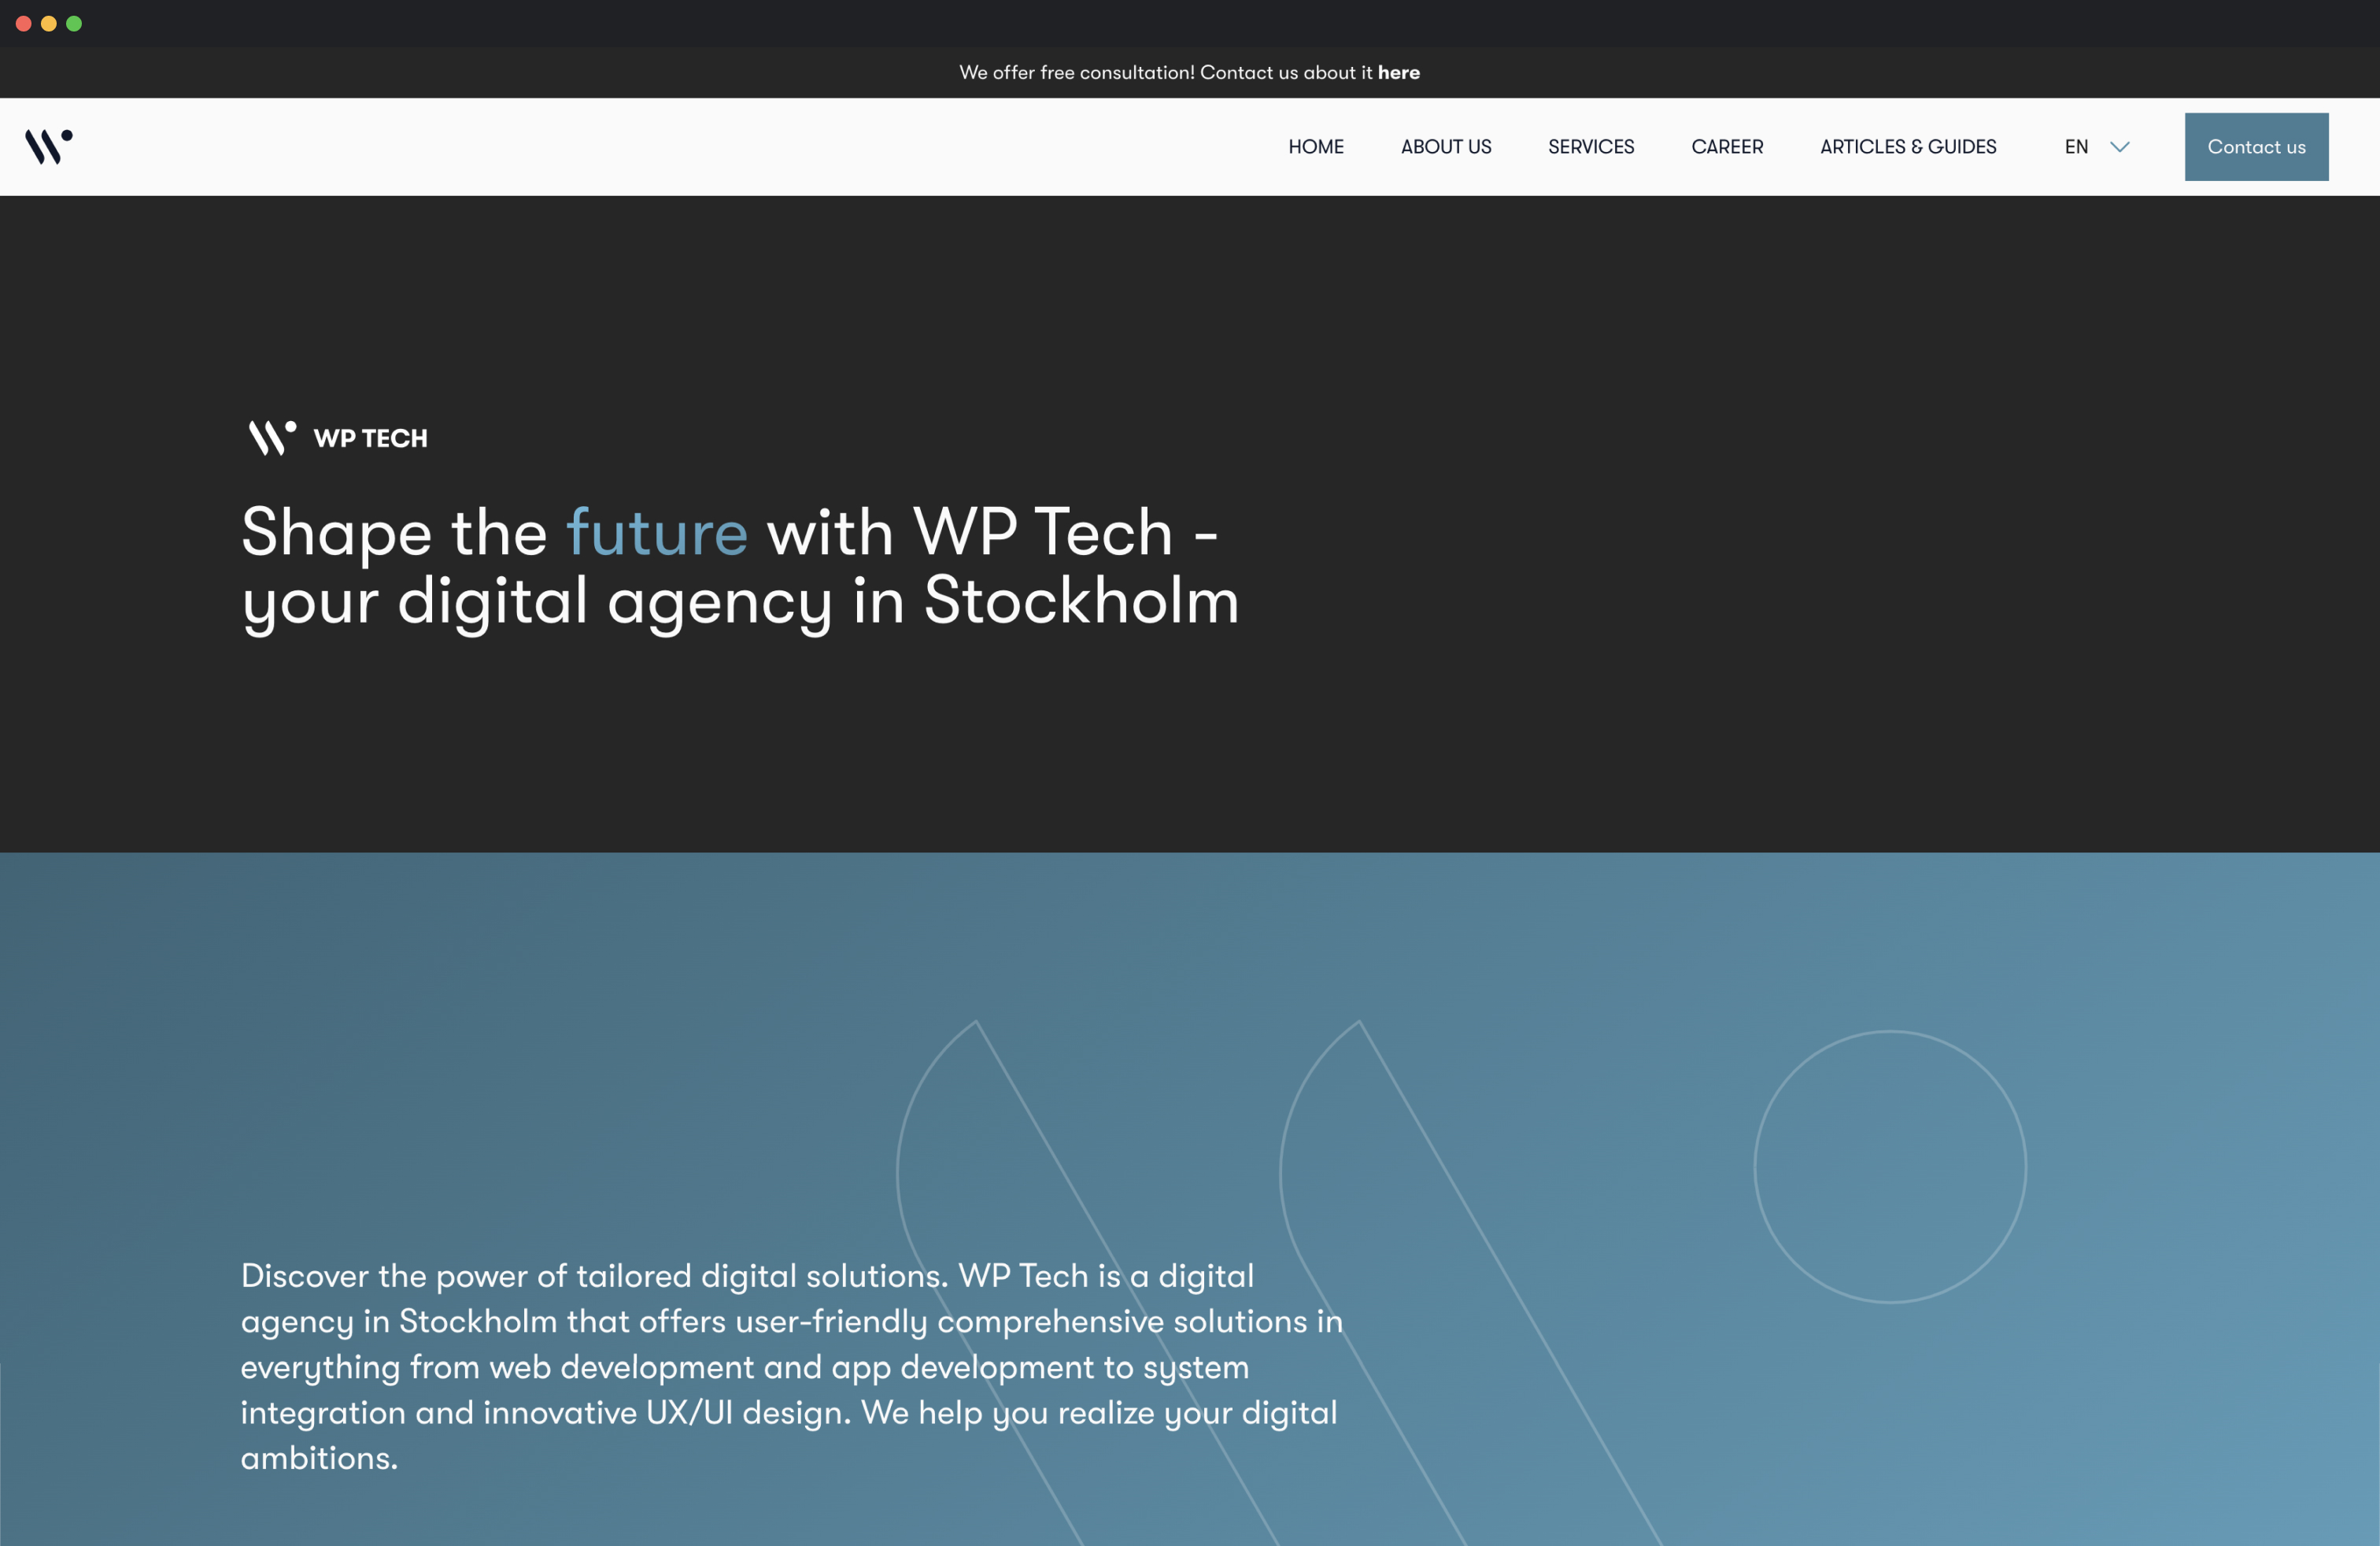 We offer free consultation! Contact us about it here
HOME ABOUT US SERVICES CAREER ARTICLES & GUIDES EN Contact us
WP TECH
Shape the future with WP Tech -
your digital agency in Stockholm
Discover the power of tailored digital solutions. WP Tech is a digital
agency in Stockholm that offers user-friendly comprehensive solutions in
everything from web development and app development to system
integration and innovative UX/UI design. We help you realize your digital
ambitions.